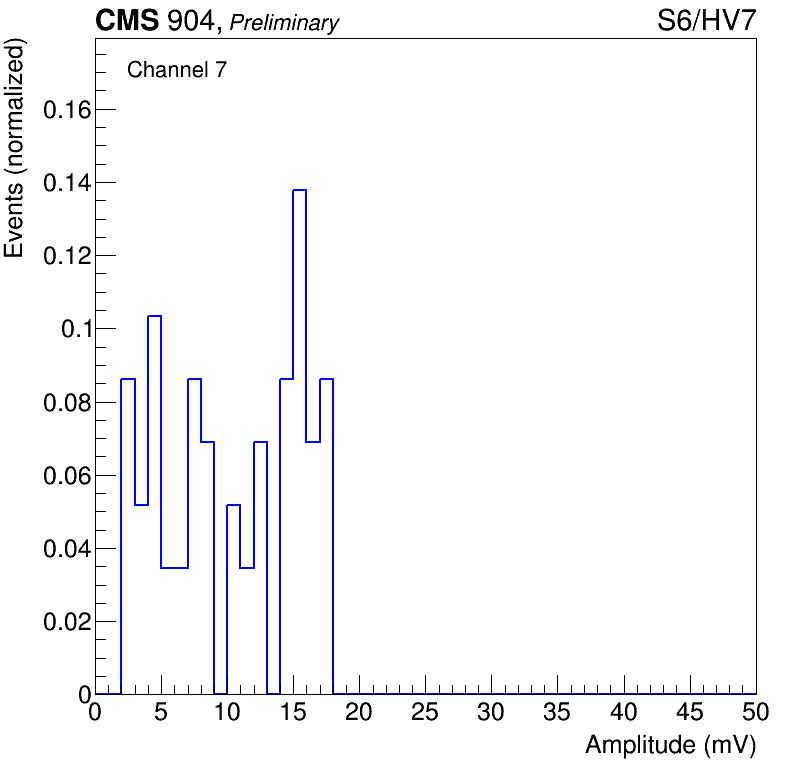 CMS 904, Preliminary S6/HV7
Channel 7
Events (normalized)
0.16
0.14
0.12
0.1
0.08
0.06
0.04
0.02
0
0 5 10 15 20 25 30 35 40 45 50
Amplitude (mV)